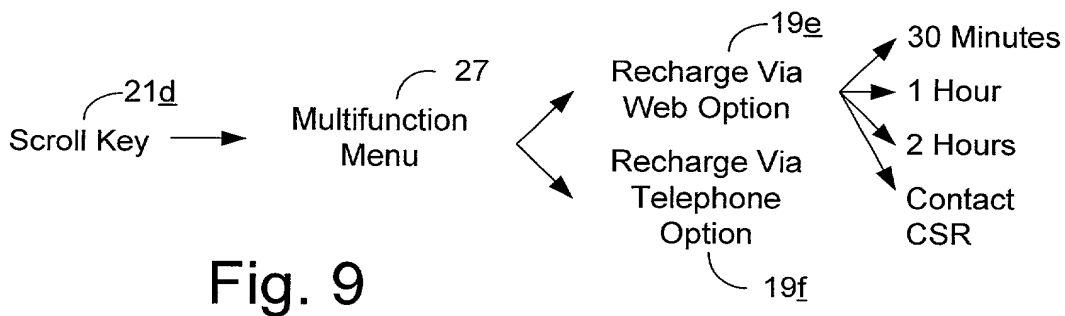 21d
Scroll Key
27
Multifunction
Menu
19e
Recharge Via
Web Option
Recharge Via
Telephone
Option
19f
30 Minutes
1 Hour
2 Hours
Contact
CSR
Fig. 9